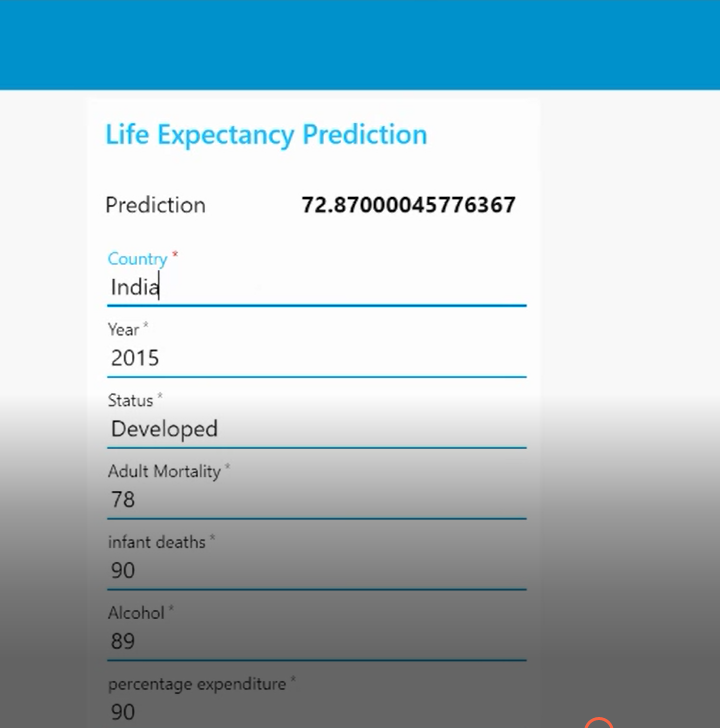 Life Expectancy Prediction
Prediction 72.87000045776367
Country *
India
Year *
2015
Status *
Developed
Adult Mortality *
78
infant deaths *
90
Alcohol *
89
percentage expenditure *
90